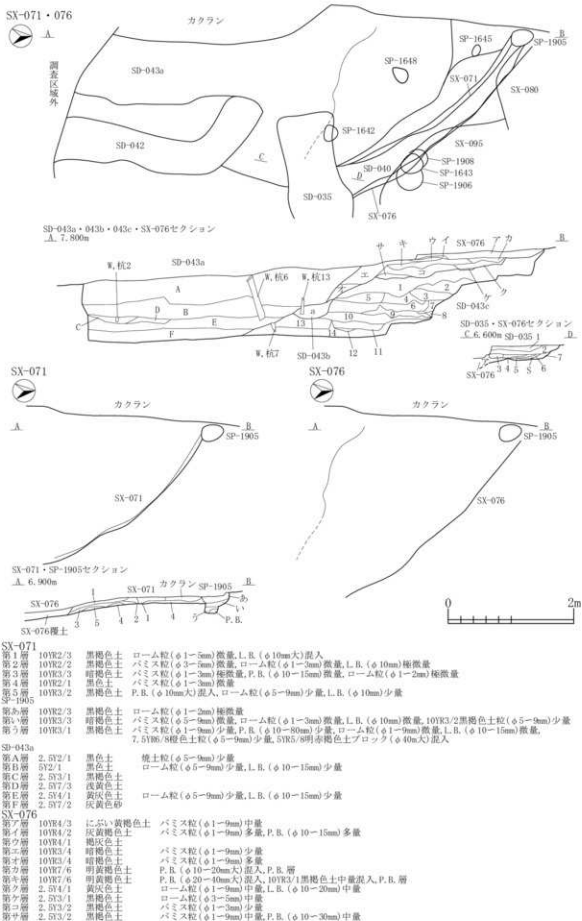 SX-071・076
A
カクラン
B
SP-1645
SP-1905
SD-043a
SP-1648
SX-071
SX-080
調査区域外
SP-1642
SD-042
SX-095
C
SD-040
SP-1908
D
SP-1643
SD-035
SP-1906
SX-076
SD-043a・043b・043c・SX-076セクション
A 7.800m
B
SD-043a
W,杭2
W,杭6
W,杭13
W,杭7
SX-076
SD-043c
SD-043b
SD-035・SX-076セクション
C 6.600m
SD-035
D
SX-076
SX-071
カクラン
A
B
SP-1905
SX-071
SX-076
カクラン
A
B
SP-1905
SX-076
SX-071・SP-1905セクション
A 6.900m
B
SX-071
カクラン
SP-1905
SX-076
SX-076覆土
P.B.
0
2m
SX-071
第1層 10YR2/3 黒褐色土 ローム粒(φ1~5mm)微量,L.B.(φ10mm大)混入
第2層 10YR2/2 黒褐色土 パミス粒(φ3~5mm)微量,ローム粒(φ1~3mm)微量,L.B.(φ10mm)極微量
第3層 10YR3/3 暗褐色土 パミス粒(φ1~3mm)極微量,P.B.(φ10mm大)微量,ローム粒(φ1~2mm)極微量
第4層 10YR2/1 黒色土 パミス粒(φ1~3mm)微量
第5層 10YR3/2 黒褐色土 P.B.(φ10mm大)混入,ローム粒(φ5~9mm)少量,L.B.(φ10mm)少量
SP-1905
第あ層 10YR2/3 黒褐色土 ローム粒(φ1~2mm)極微量
第い層 10YR3/3 暗褐色土 パミス粒(φ5~9mm)微量,ローム粒(φ1~3mm)微量,L.B.(φ10mm)微量,10YR3/2黒褐色土粒(φ5~9mm)少量
第う層 10YR3/1 黒褐色土 パミス粒(φ1~9mm)少量,P.B.(φ10~80mm)少量,ローム粒(φ1~9mm)微量,L.B.(φ10~15mm)微量,
7.5YR6/8橙色土粒(φ5~9mm)少量,5YR5/8明赤褐色土ブロック(φ40m大)混入
SD-043a
第A層 2.5Y2/1 黒色土 焼土粒(φ5~9mm)少量
第B層 5Y2/1 黒色土 ローム粒(φ5~9mm)少量,L.B.(φ10~15mm)少量
第C層 2.5Y3/1 黒褐色土
第D層 2.5Y7/3 浅黄色土
第E層 2.5Y4/1 黄灰色土 ローム粒(φ5~9mm)少量,L.B.(φ10~15mm)少量
第F層 2.5Y7/2 灰黄色砂
SX-076
第ア層 10YR4/3 にぶい黄褐色土 パミス粒(φ1~9mm)中量
第イ層 10YR4/2 灰黄褐色土 パミス粒(φ1~9mm)多量,P.B.(φ10~15mm)多量
第ウ層 10YR4/1 褐灰色土
第エ層 10YR3/4 暗褐色土 パミス粒(φ1~9mm)少量
第オ層 10YR3/4 暗褐色土 パミス粒(φ1~9mm)多量
第カ層 10YR7/6 明黄褐色土 P.B.(φ10~20mm大)混入,P.B.層
第キ層 10YR7/6 明黄褐色土 P.B.(φ20~40mm大)混入,10YR3/1黒褐色土中量混入,P.B.層
第ク層 2.5Y4/1 黄灰色土 ローム粒(φ1~9mm)中量,L.B.(φ10~20mm)中量
第ケ層 2.5Y3/1 黒褐色土 ローム粒(φ3~5mm)中量
第コ層 2.5Y3/2 黒褐色土 パミス粒(φ1~3mm)少量
第サ層 2.5Y3/2 黒褐色土 パミス粒(φ1~9mm)中量,P.B.(φ10~30mm)中量